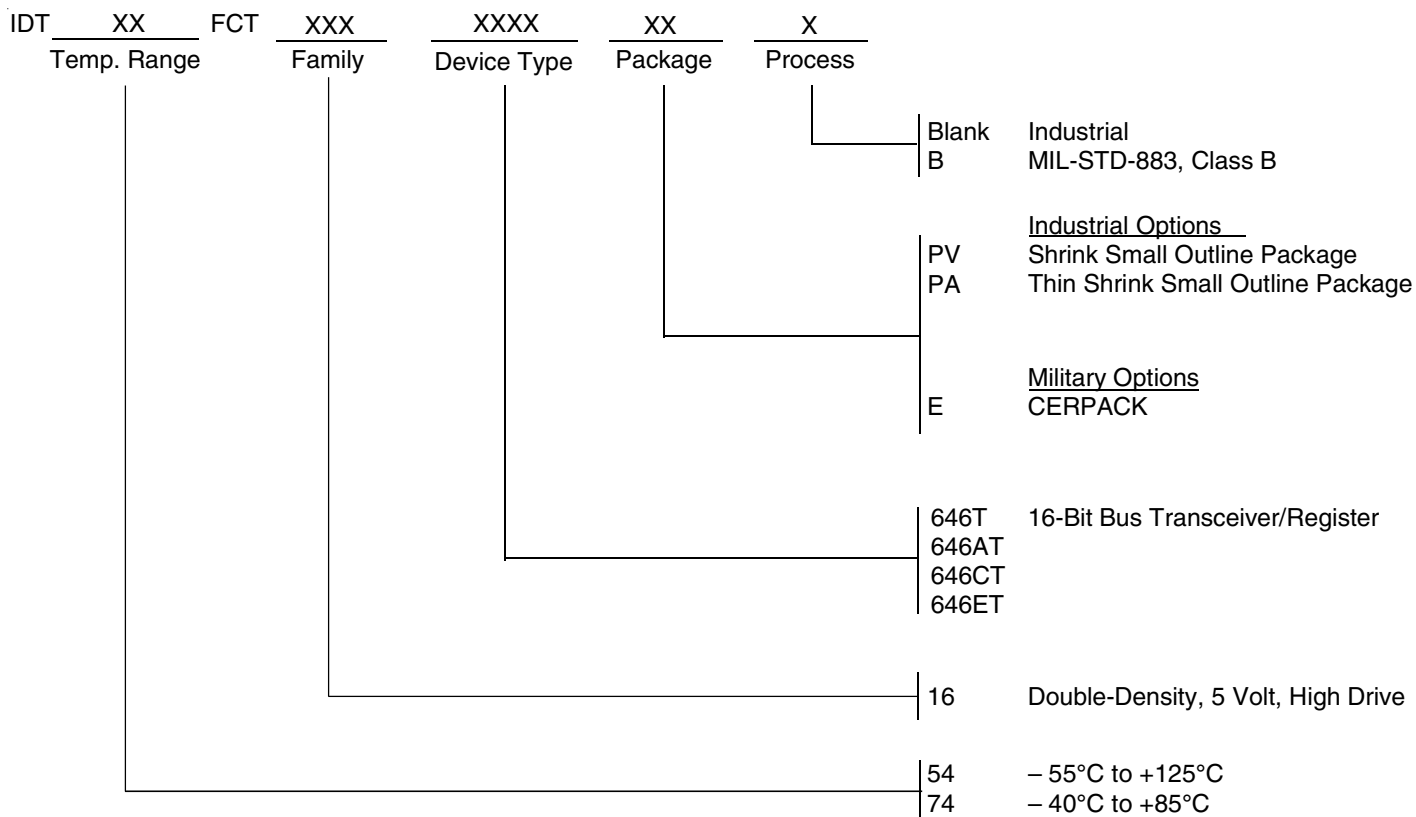 IDT XX FCT XXX XXXX XX X
Temp. Range Family Device Type Package Process
Blank Industrial
B MIL-STD-883, Class B
Industrial Options
PV Shrink Small Outline Package
PA Thin Shrink Small Outline Package
Military Options
E CERPACK
646T 16-Bit Bus Transceiver/Register
646AT
646CT
646ET
16 Double-Density, 5 Volt, High Drive
54 – 55°C to +125°C
74 – 40°C to +85°C